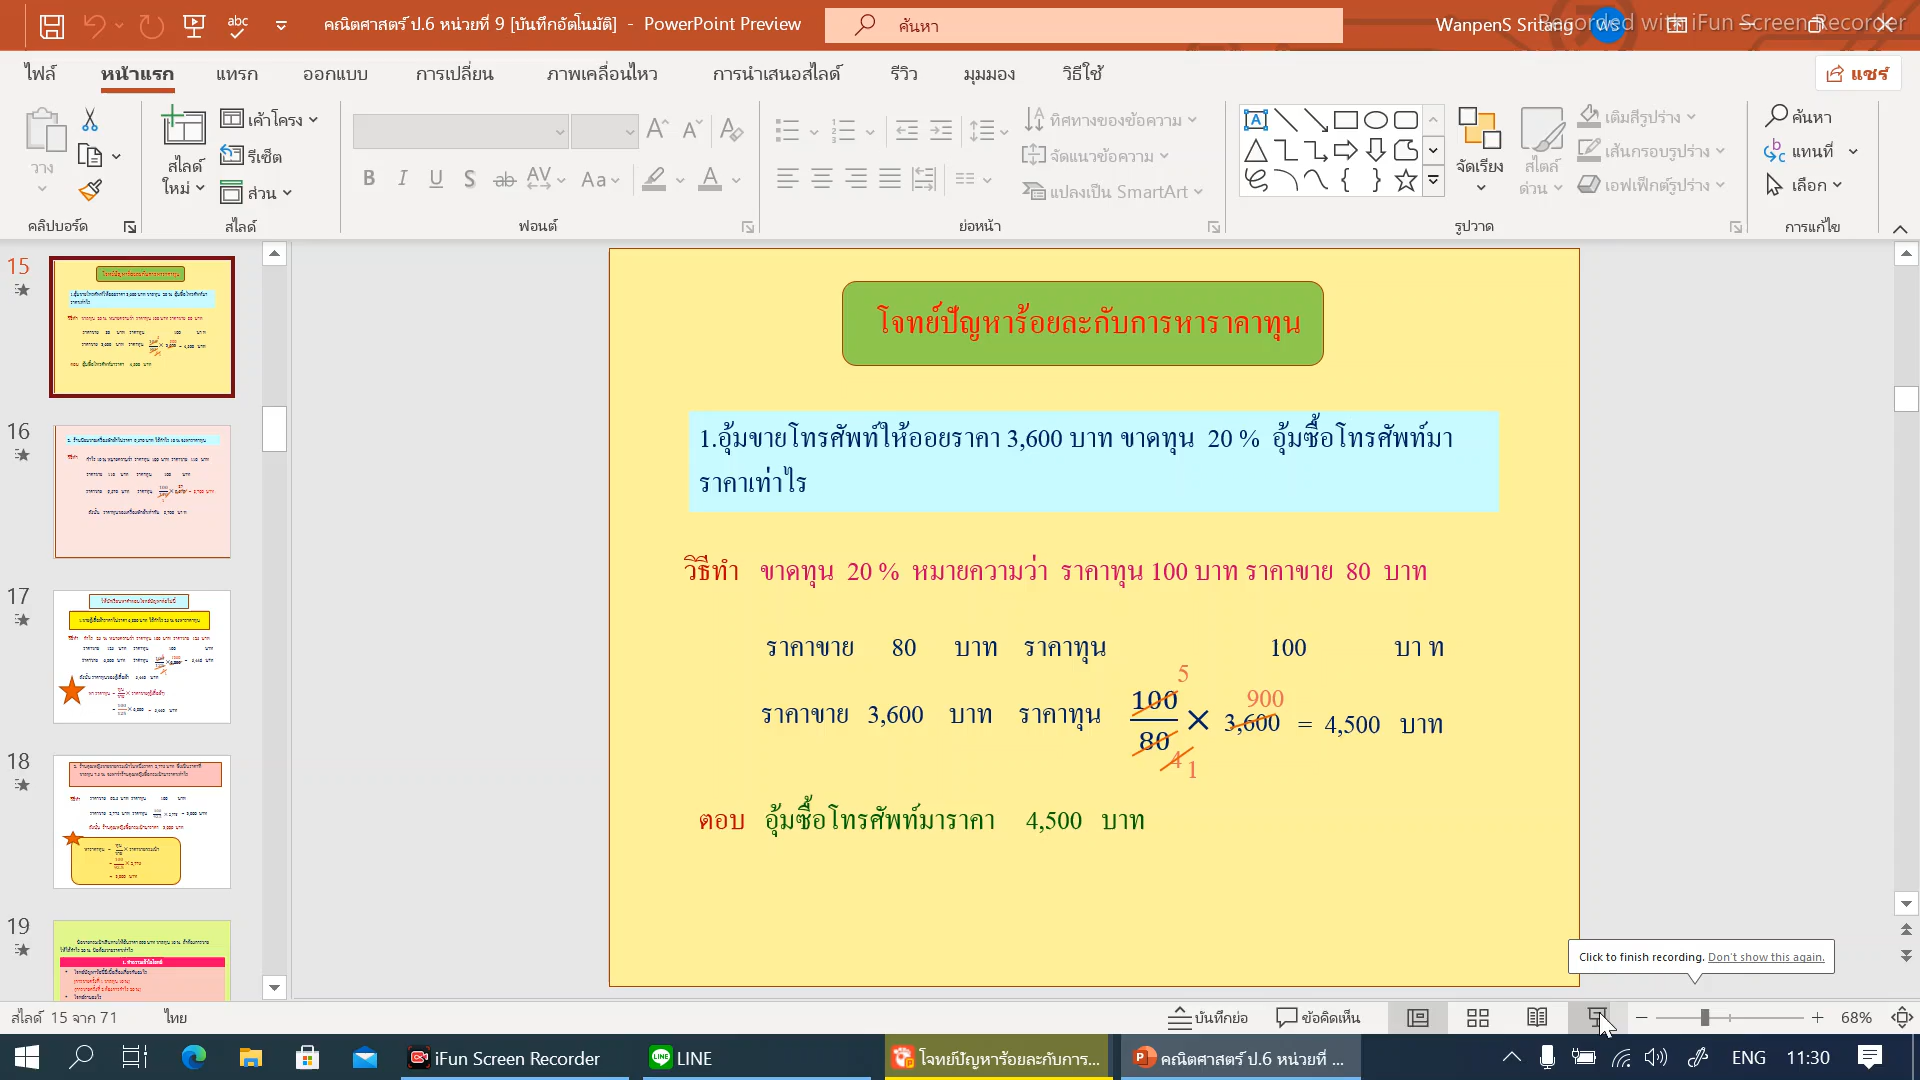 คณิตศาสตร์ ป.6 หน่วยที่ 9 [บันทึกอัตโนมัติ] - PowerPoint Preview
ค้นหา
WanpenS Sritang
WS
Recorded with iFun Screen Recorder
ไฟล์ หน้าแรก แทรก ออกแบบ การเปลี่ยน ภาพเคลื่อนไหว การนำเสนอสไลด์ รีวิว มุมมอง วิธีใช้ แชร์
วาง
สไลด์ใหม่
เค้าโครง
รีเซ็ต
ส่วน
ทิศทางของข้อความ
จัดแนวข้อความ
แปลงเป็น SmartArt
จัดเรียง
สไตล์ด่วน
เติมสีรูปร่าง
เส้นกรอบรูปร่าง
เอฟเฟ็กต์รูปร่าง
ค้นหา
แทนที่
เลือก
คลิปบอร์ด สไลด์ ฟอนต์ ย่อหน้า รูปวาด การแก้ไข
15
16
17
18
19
โจทย์ปัญหาร้อยละกับการหาราคาทุน
1.อุ้มขายโทรศัพท์ให้ออยราคา 3,600 บาท ขาดทุน 20 % อุ้มซื้อโทรศัพท์มา
ราคาเท่าไร
วิธีทำ ขาดทุน 20 % หมายความว่า ราคาทุน 100 บาท ราคาขาย 80 บาท
ราคาขาย 80 บาท ราคาทุน 100 บา ท
5
900
ราคาขาย 3,600 บาท ราคาทุน 100/80 × 3,600 = 4,500 บาท
4 1
ตอบ อุ้มซื้อโทรศัพท์มาราคา 4,500 บาท
Click to finish recording. Don't show this again.
สไลด์ 15 จาก 71 ไทย บันทึกย่อ ข้อคิดเห็น 68%
iFun Screen Recorder LINE โจทย์ปัญหาร้อยละกับการ... คณิตศาสตร์ ป.6 หน่วยที่ ... ENG 11:30